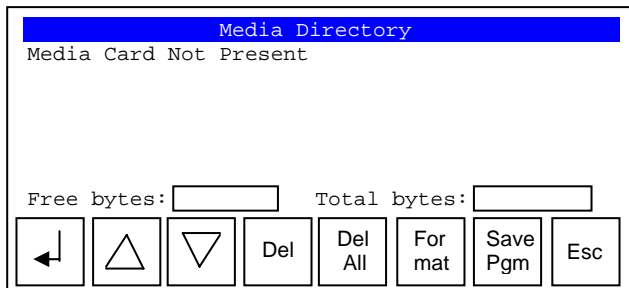 Media Directory
Media Card Not Present
Free bytes: Total bytes:
Del Del All For mat Save Pgm Esc